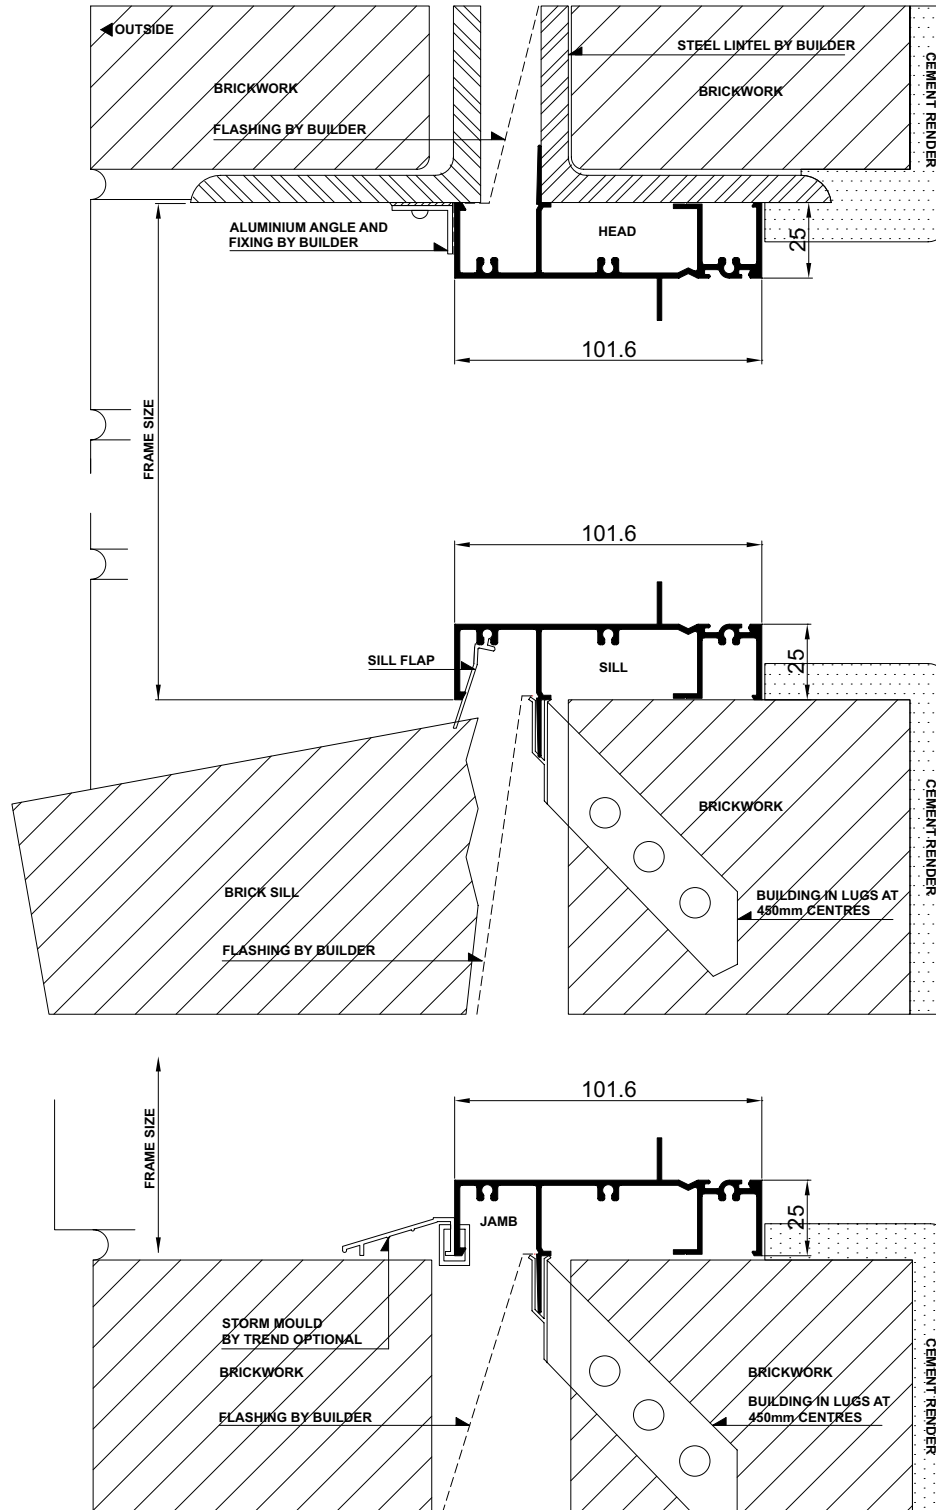 OUTSIDE
STEEL LINTEL BY BUILDER
BRICKWORK
BRICKWORK
CEMENT RENDER
FLASHING BY BUILDER
ALUMINIUM ANGLE AND
FIXING BY BUILDER
HEAD
25
101.6
FRAME SIZE
101.6
SILL FLAP
SILL
25
BRICKWORK
CEMENT RENDER
BRICK SILL
BUILDING IN LUGS AT
450mm CENTRES
FLASHING BY BUILDER
101.6
FRAME SIZE
JAMB
25
STORM MOULD
BY TREND OPTIONAL
BRICKWORK
BRICKWORK
CEMENT RENDER
BUILDING IN LUGS AT
450mm CENTRES
FLASHING BY BUILDER